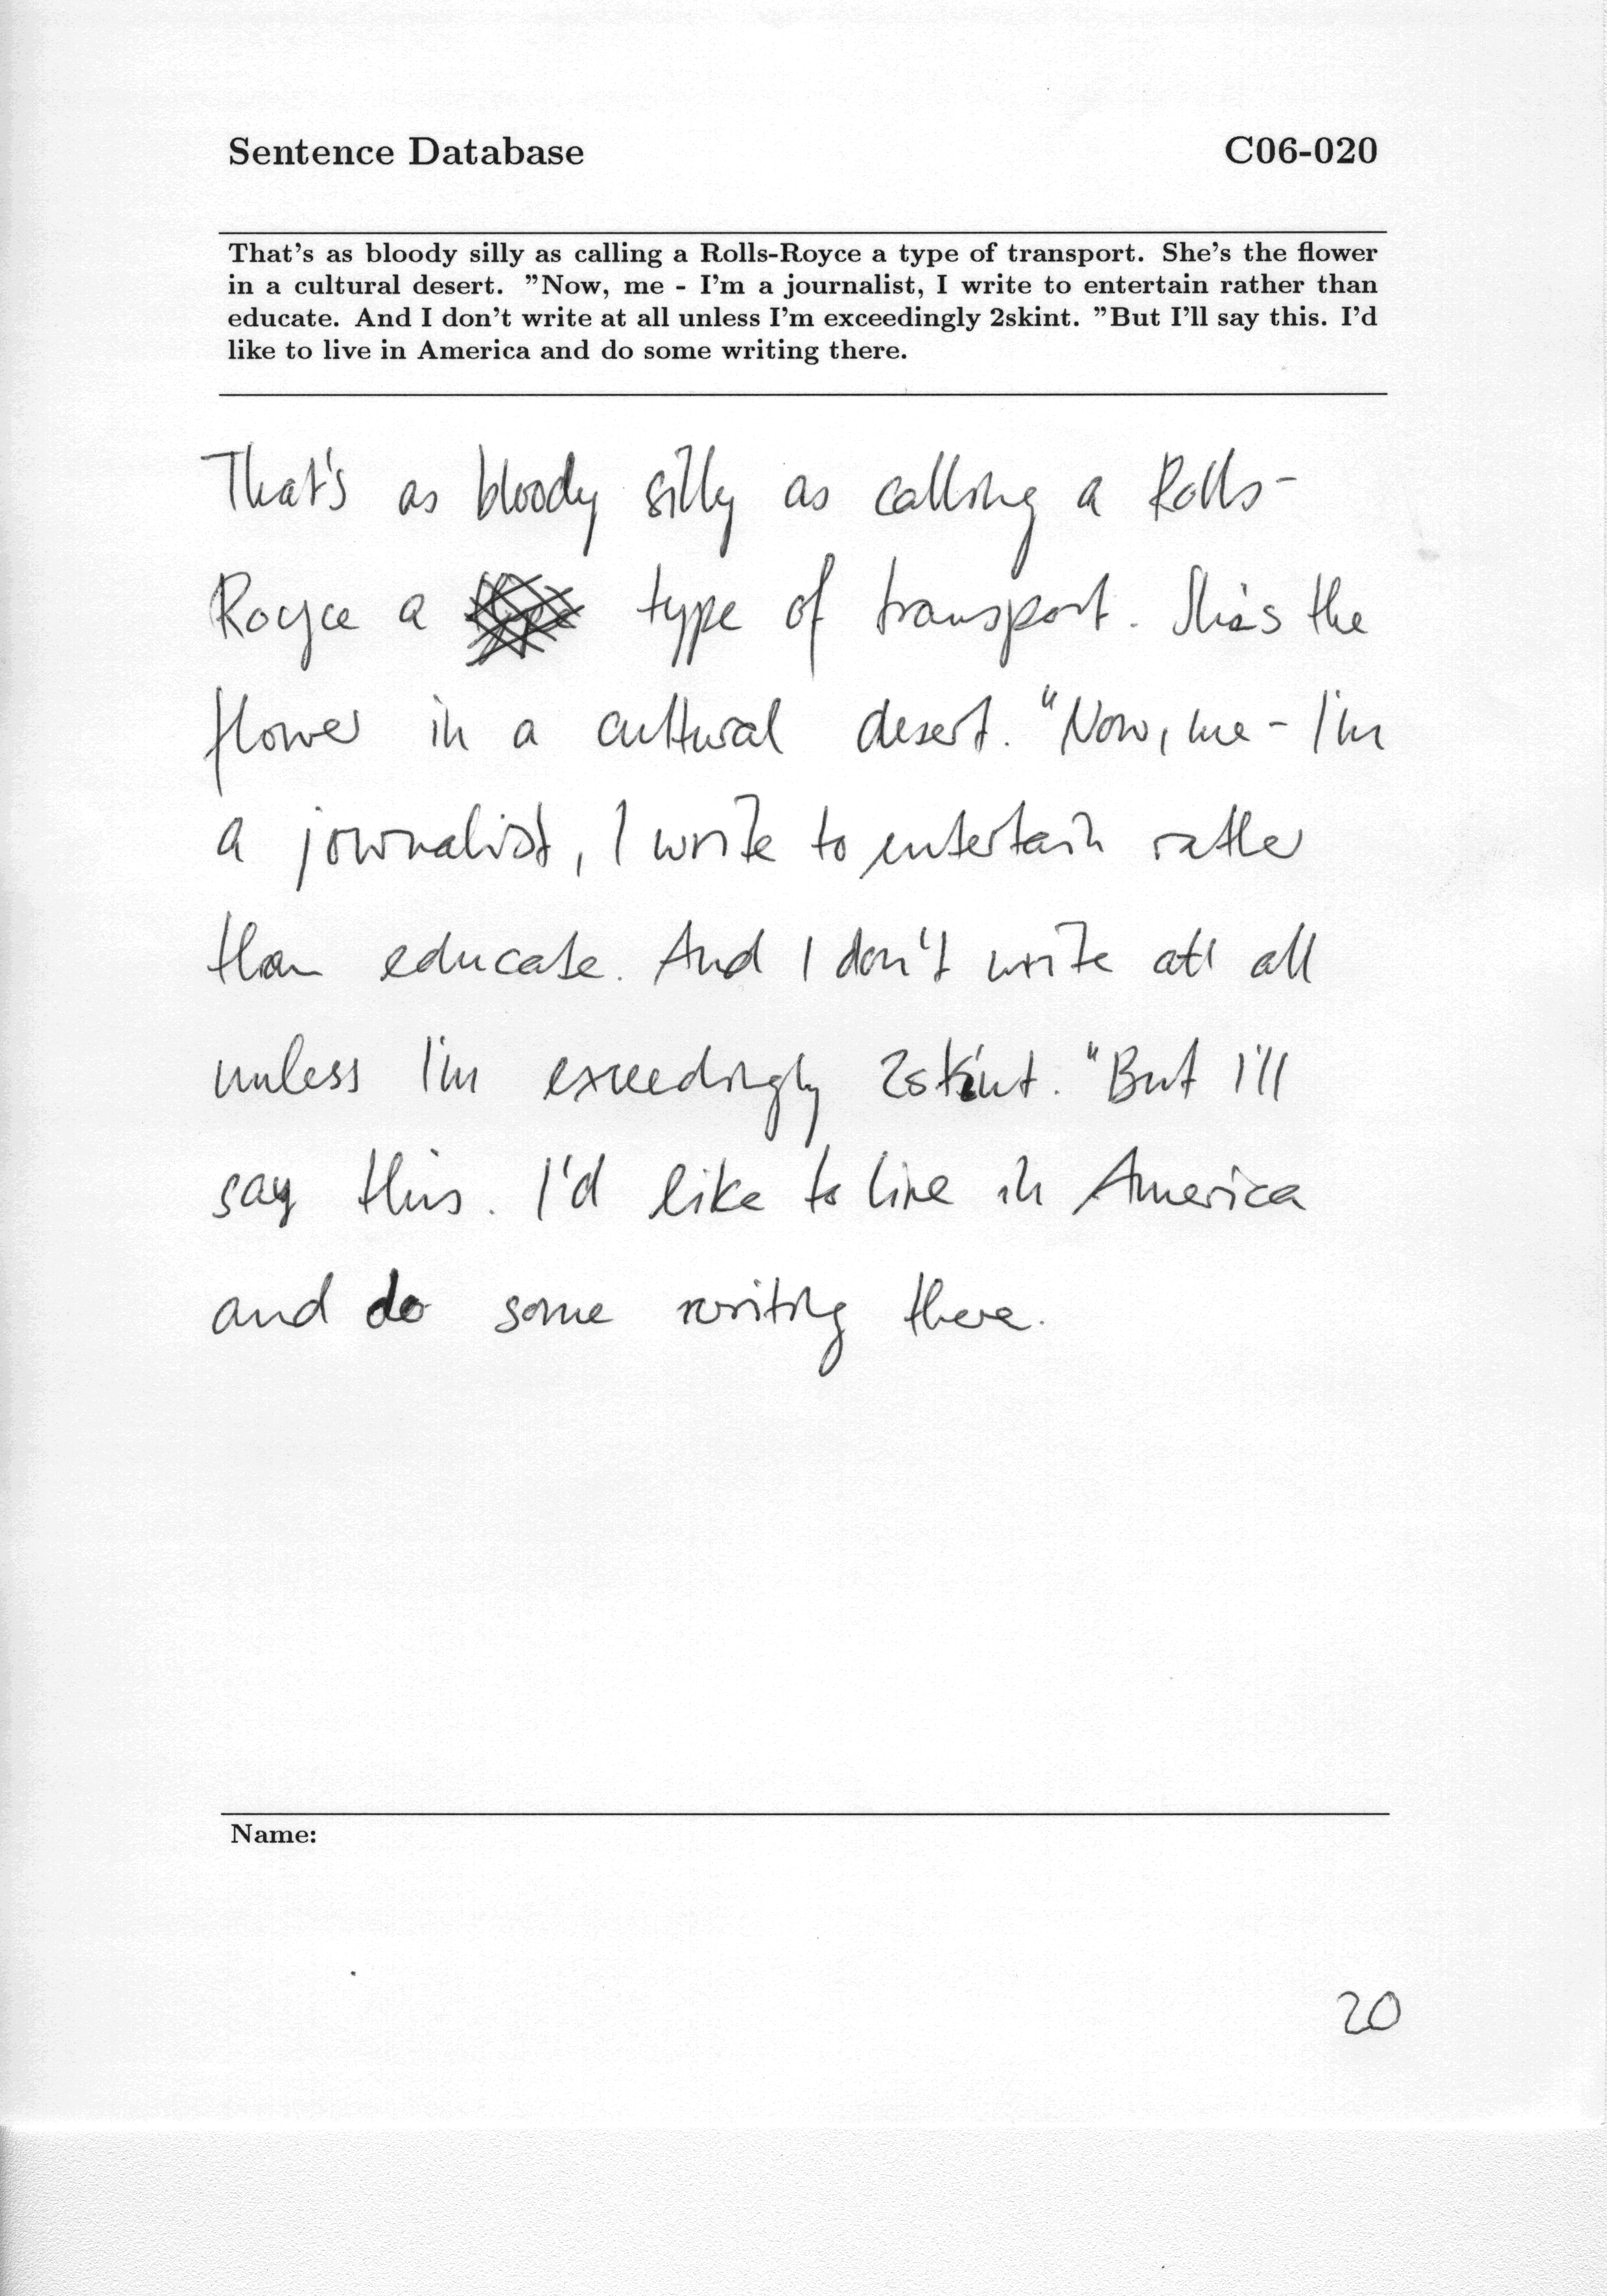 Sentence Database C06-020
That's as bloody silly as calling a Rolls-Royce a type of transport. She's the flower
in a cultural desert. "Now, me - I'm a journalist, I write to entertain rather than
educate. And I don't write at all unless I'm exceedingly 2skint. "But I'll say this. I'd
like to live in America and do some writing there.
That's as bloody silly as calling a Rolls-
Royce a type of transport. She's the
flower in a cultural desert. "Now, me - I'm
a journalist, I write to entertain rather
than educate. And I don't write at all
unless I'm exceedingly 2skint. "But I'll
say this. I'd like to live in America
and do some writing there.
Name:
20